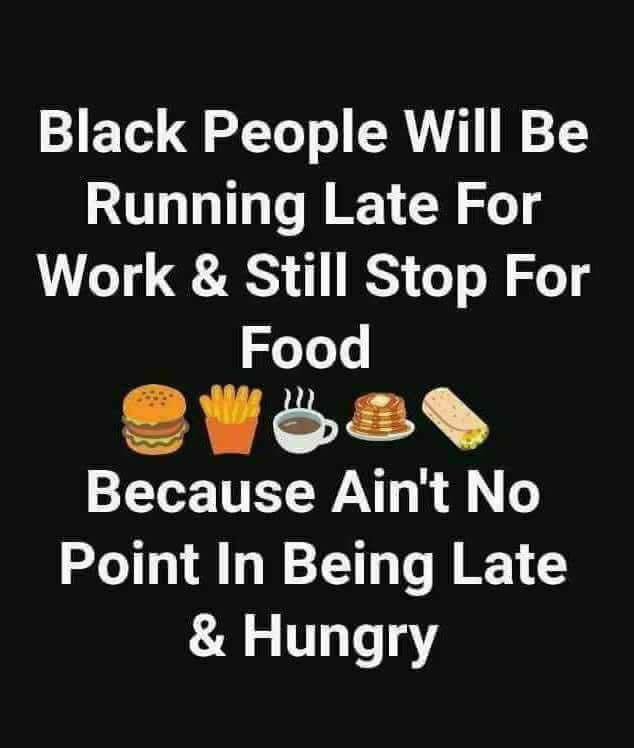 Black People Will Be
Running Late For
Work & Still Stop For
Food
🍔🍟☕🥞🌯
Because Ain't No
Point In Being Late
& Hungry